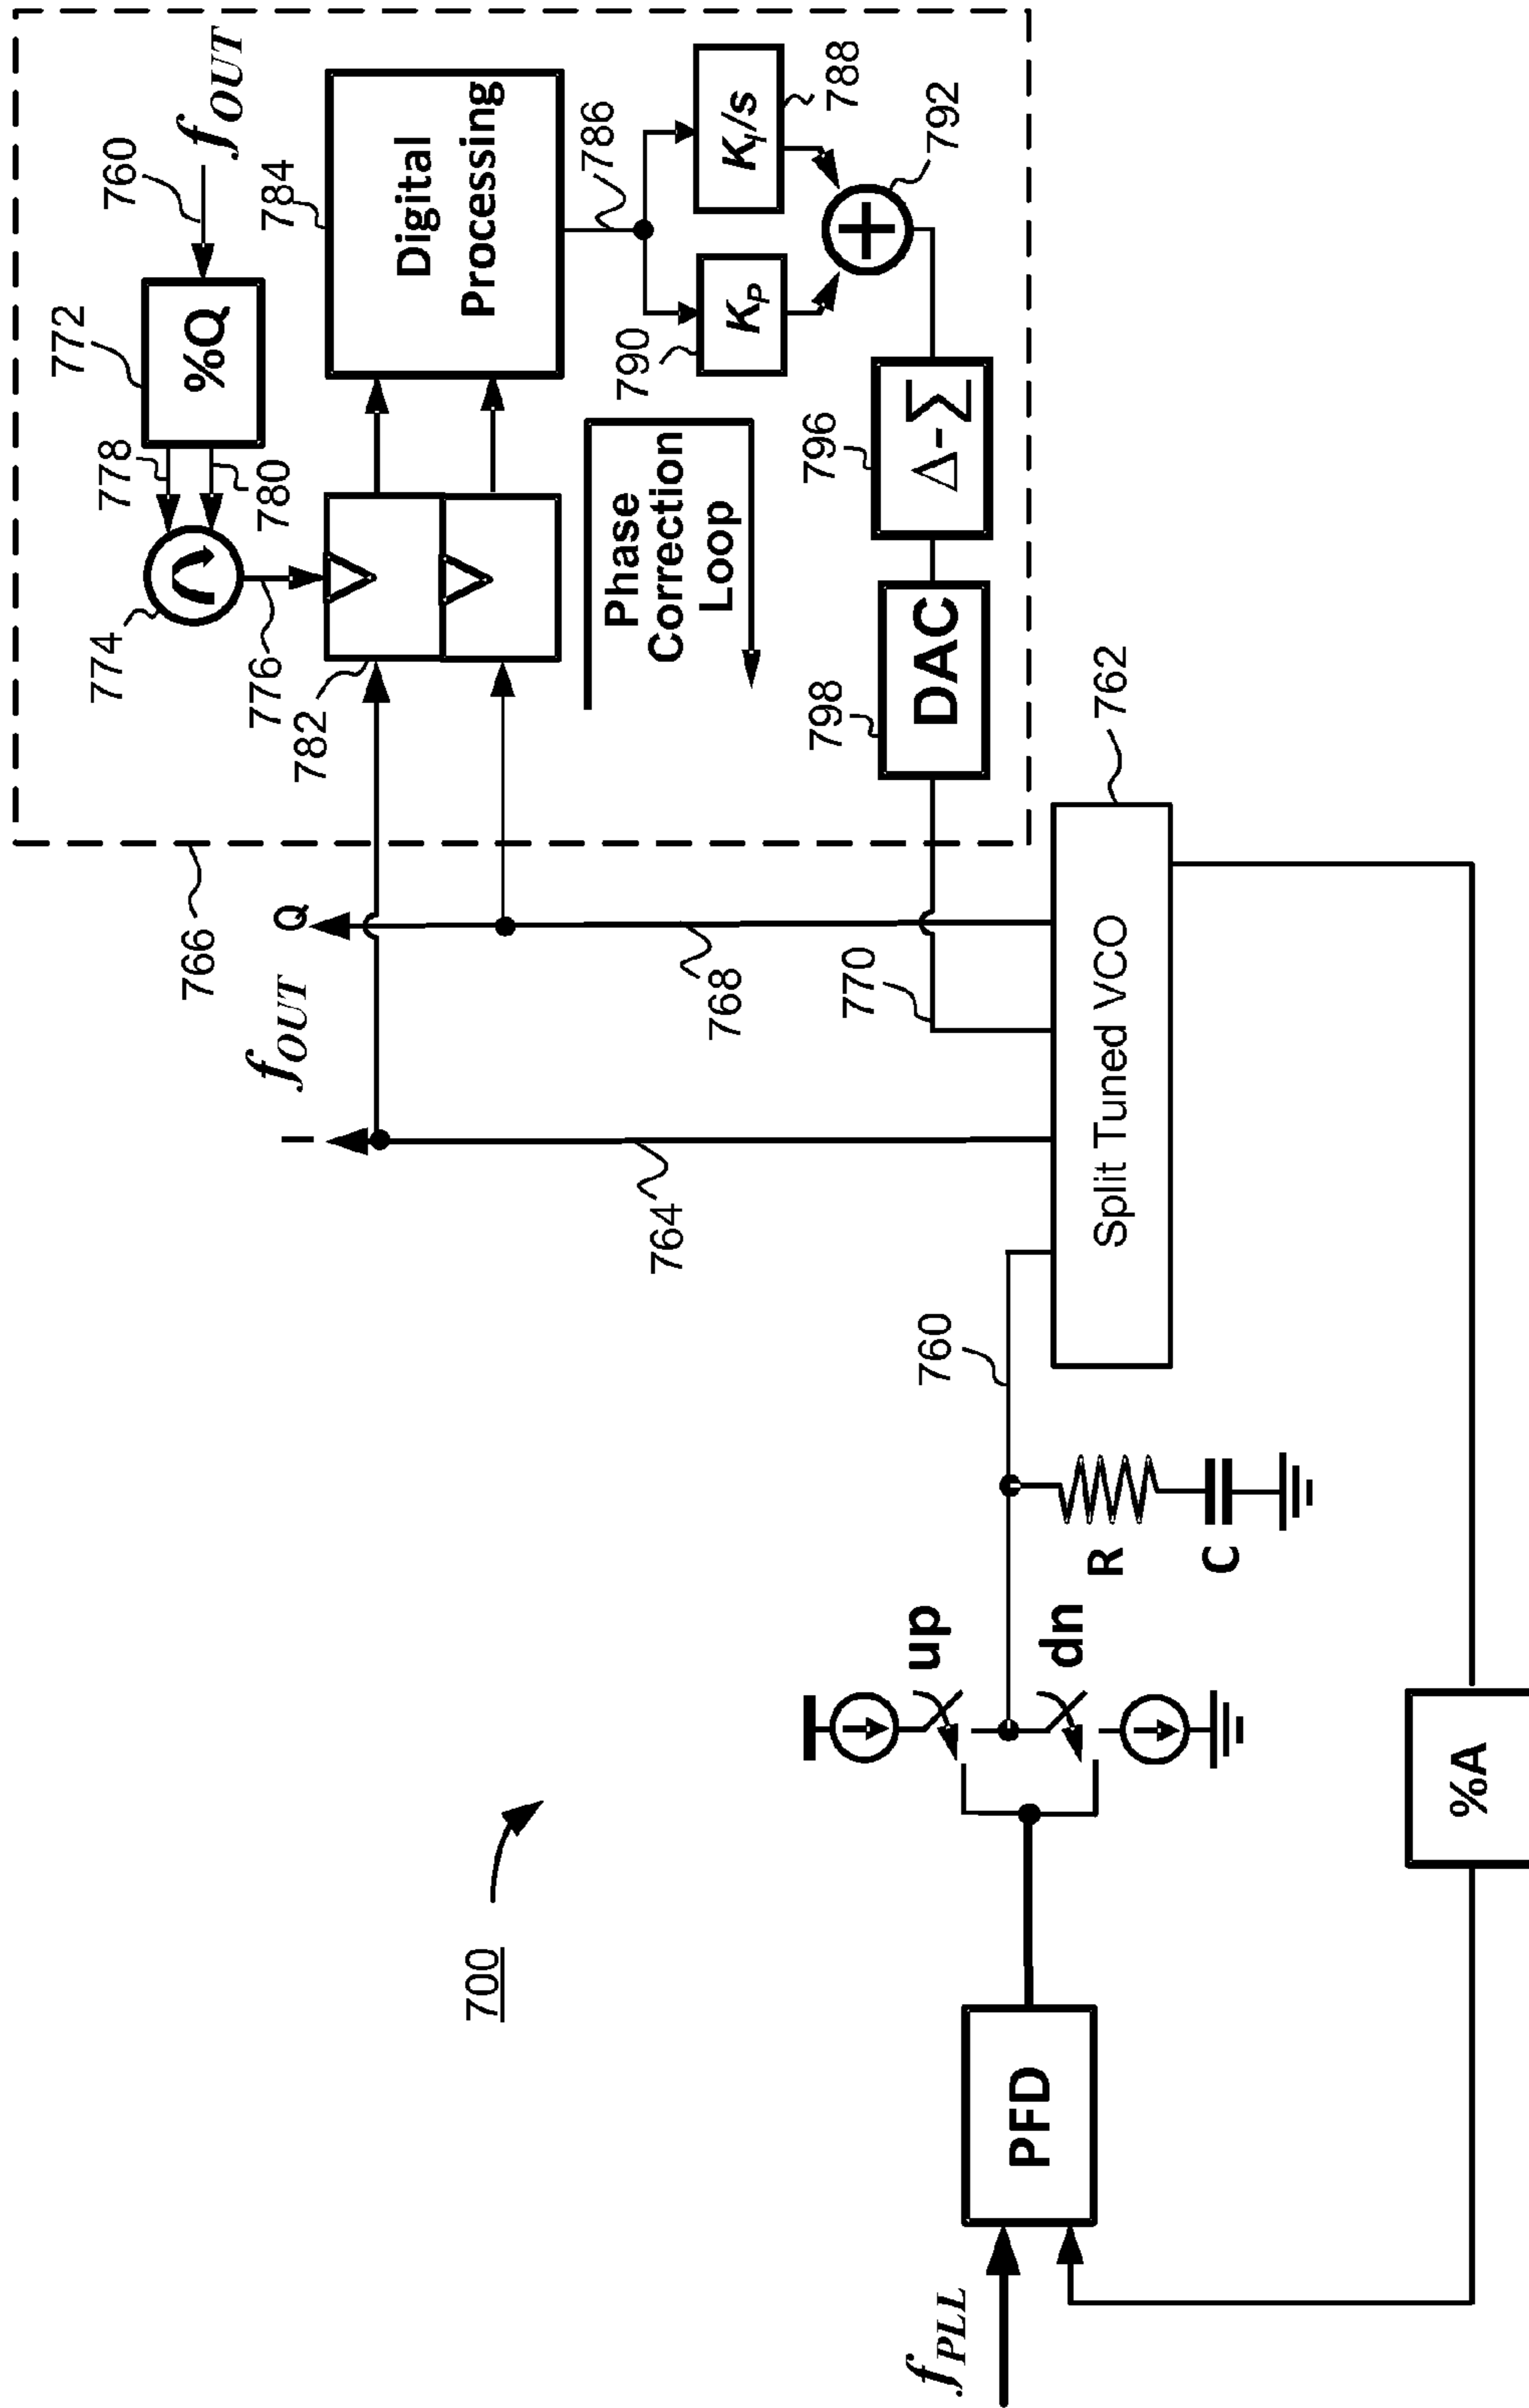 700
f_PLL
PFD
up
dn
R
C
%A
760
Split Tuned VCO
762
764
768
770
I
Q
f_OUT
766
774
776
778
780
772
%Q
760
f_OUT
782
784
Digital
Processing
786
790
K_P
K_I/s
788
792
Phase
Correction
Loop
796
Δ-Σ
798
DAC